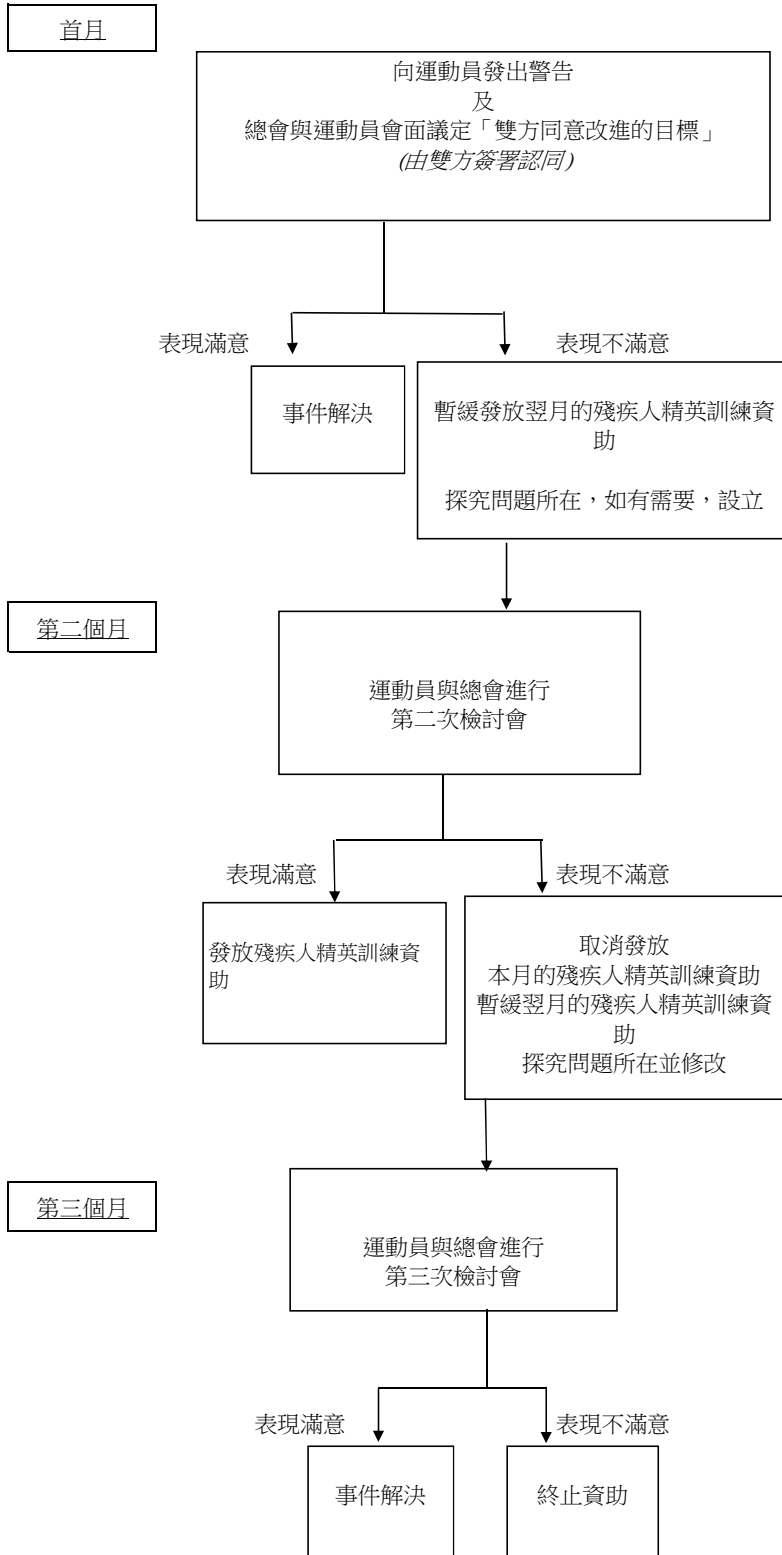 首月
向運動員發出警告
及
總會與運動員會面議定「雙方同意改進的目標」
(由雙方簽署認同)
表現滿意
表現不滿意
事件解決
暫緩發放翌月的殘疾人精英訓練資
助
探究問題所在，如有需要，設立
第二個月
運動員與總會進行
第二次檢討會
表現滿意
表現不滿意
發放殘疾人精英訓練資
助
取消發放
本月的殘疾人精英訓練資助
暫緩翌月的殘疾人精英訓練資
助
探究問題所在並修改
第三個月
運動員與總會進行
第三次檢討會
表現滿意
表現不滿意
事件解決
終止資助